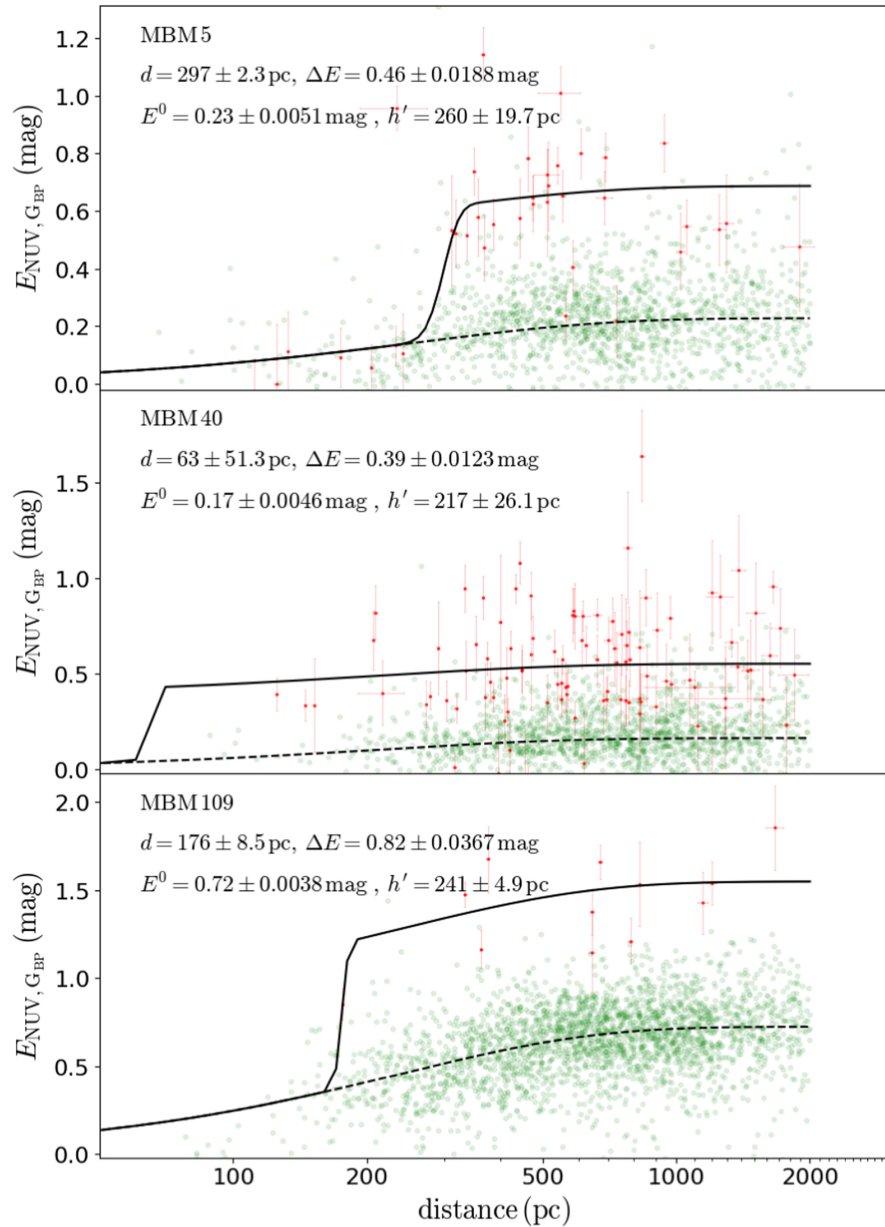 MBM 5
d = 297 ± 2.3 pc, ΔE = 0.46 ± 0.0188 mag
E⁰ = 0.23 ± 0.0051 mag , h′ = 260 ± 19.7 pc
E_NUV, G_BP (mag)
1.2
1.0
0.8
0.6
0.4
0.2
0.0
MBM 40
d = 63 ± 51.3 pc, ΔE = 0.39 ± 0.0123 mag
E⁰ = 0.17 ± 0.0046 mag , h′ = 217 ± 26.1 pc
E_NUV, G_BP (mag)
1.5
1.0
0.5
0.0
MBM 109
d = 176 ± 8.5 pc, ΔE = 0.82 ± 0.0367 mag
E⁰ = 0.72 ± 0.0038 mag , h′ = 241 ± 4.9 pc
E_NUV, G_BP (mag)
2.0
1.5
1.0
0.5
0.0
100 200 500 1000 2000
distance (pc)